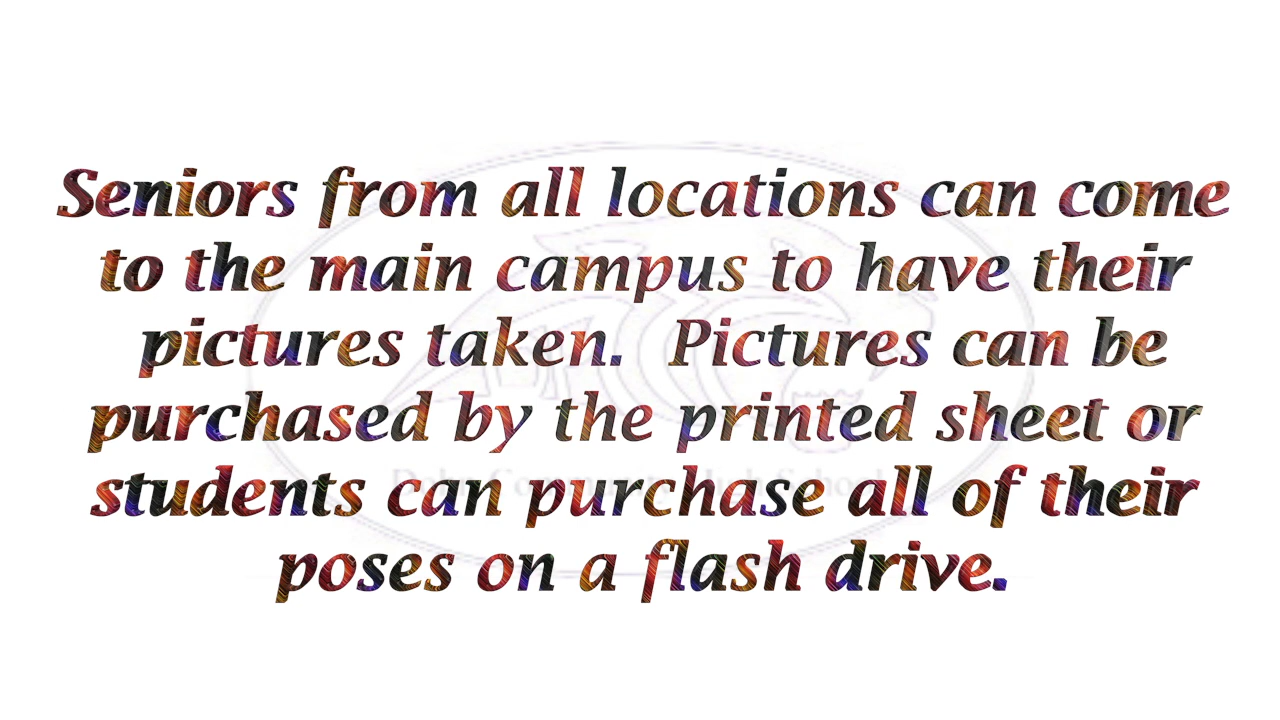 Seniors from all locations can come
to the main campus to have their
pictures taken.  Pictures can be
purchased by the printed sheet or
students can purchase all of their
poses on a flash drive.